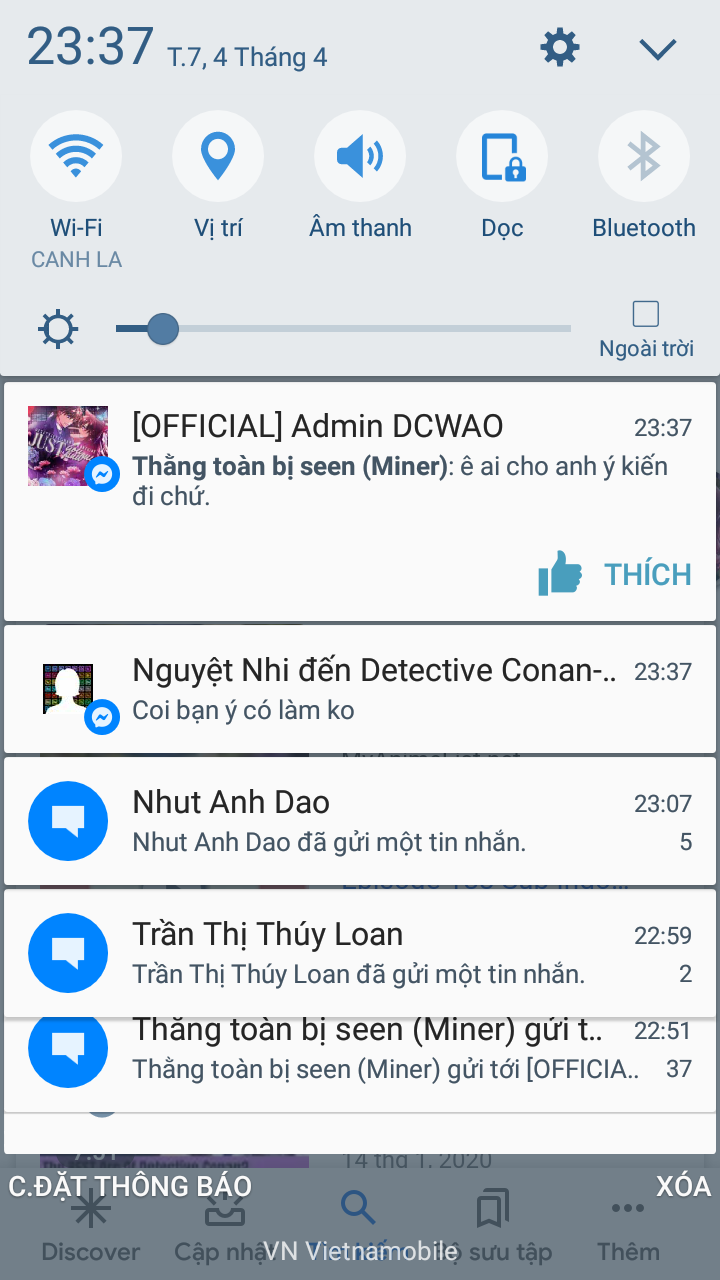 23:37 T.7, 4 Tháng 4
Wi-Fi Vị trí Âm thanh Dọc Bluetooth
CANH LA
Ngoài trời
JUST
[OFFICIAL] Admin DCWAO 23:37
Thằng toàn bị seen (Miner): ê ai cho anh ý kiến
đi chứ.
THÍCH
Nguyệt Nhi đến Detective Conan-.. 23:37
Coi bạn ý có làm ko
Nhut Anh Dao 23:07
Nhut Anh Dao đã gửi một tin nhắn. 5
Trần Thị Thúy Loan 22:59
Trần Thị Thúy Loan đã gửi một tin nhắn. 2
Thằng toàn bị seen (Miner) gửi t.. 22:51
Thằng toàn bị seen (Miner) gửi tới [OFFICIA.. 37
14 thg 1, 2020
C.ĐẶT THÔNG BÁO XÓA
Discover Cập nhật VN Vietnamobile sưu tập Thêm